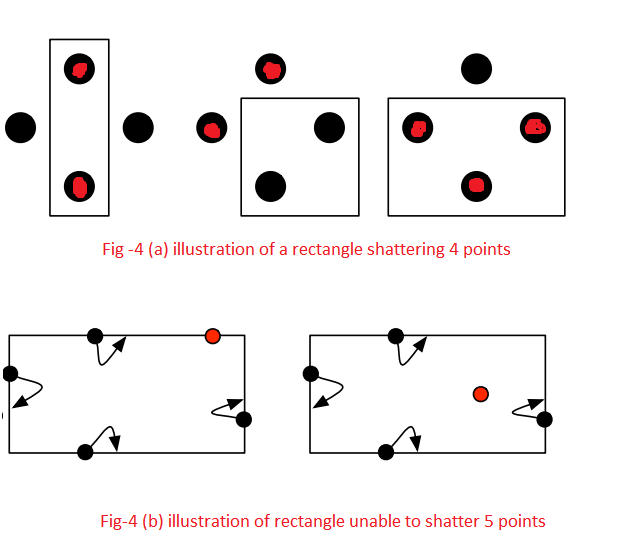 Fig -4 (a) illustration of a rectangle shattering 4 points
Fig-4 (b) illustration of rectangle unable to shatter 5 points